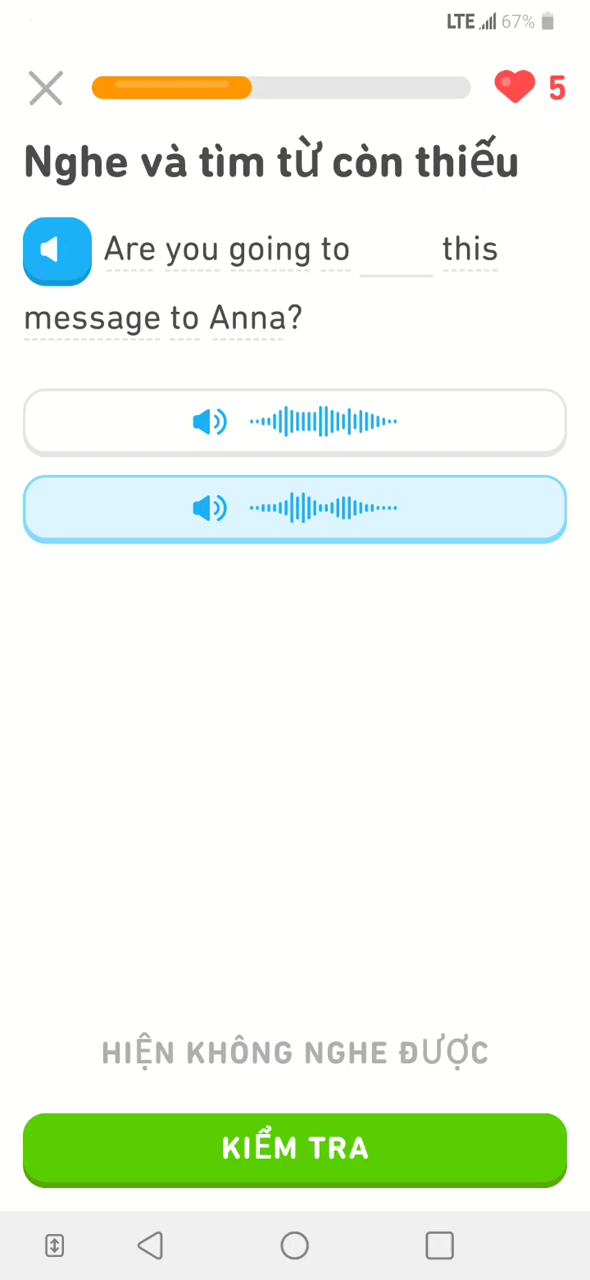 LTE 67%
5
Nghe và tìm từ còn thiếu
Are you going to ____ this
message to Anna?
HIỆN KHÔNG NGHE ĐƯỢC
KIỂM TRA